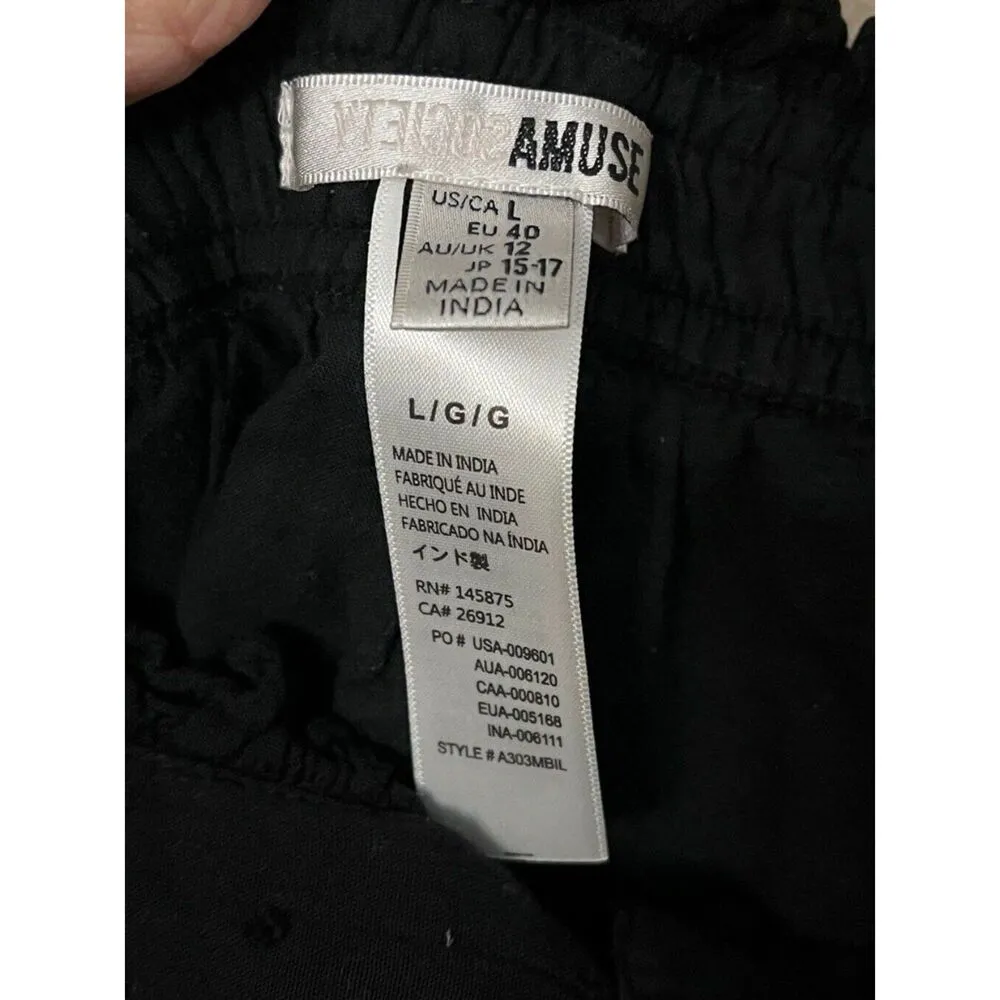 SOCIETY AMUSE
US/CA L
EU 40
AU/UK 12
JP 15-17
MADE IN
INDIA
L/G/G
MADE IN INDIA
FABRIQUÉ AU INDE
HECHO EN INDIA
FABRICADO NA ÍNDIA
インド製
RN# 145875
CA# 26912
PO # USA-009601
AUA-006120
CAA-000810
EUA-005168
INA-006111
STYLE # A303MBIL